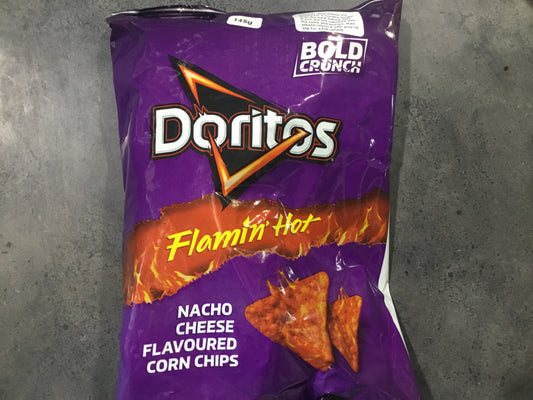 145g
BOLD
CRUNCH
Doritos
Flamin' Hot
NACHO
CHEESE
FLAVOURED
CORN CHIPS